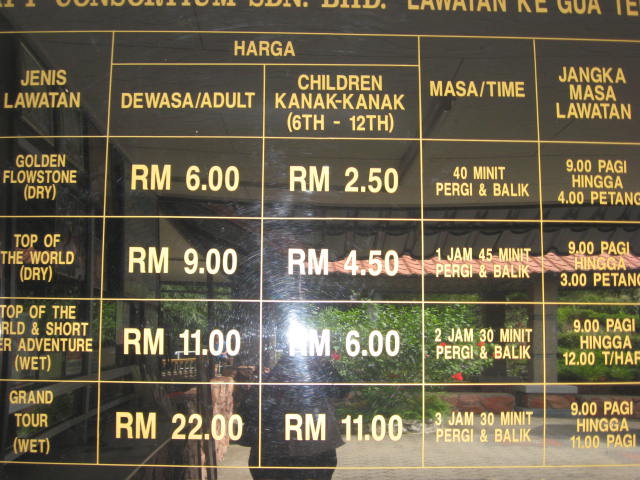 CONSORTIUM SDN. BHD. LAWATAN KE GUA
JENIS LAWATAN
HARGA
DEWASA/ADULT
CHILDREN
KANAK-KANAK
(6TH - 12TH)
MASA/TIME
JANGKA
MASA
LAWATAN
GOLDEN
FLOWSTONE
(DRY)
RM 6.00
RM 2.50
40 MINIT
PERGI & BALIK
9.00 PAGI
HINGGA
4.00 PETANG
TOP OF
THE WORLD
(DRY)
RM 9.00
RM 4.50
1 JAM 45 MINIT
PERGI & BALIK
9.00 PAGI
HINGGA
3.00 PETANG
TOP OF THE
& SHORT
ADVENTURE
(WET)
RM 11.00
RM 6.00
2 JAM 30 MINIT
PERGI & BALIK
9.00 PAGI
HINGGA
12.00 T/HAR
GRAND
TOUR
(WET)
RM 22.00
RM 11.00
3 JAM 30 MINIT
PERGI & BALIK
9.00 PAGI
HINGGA
11.00 PAGI